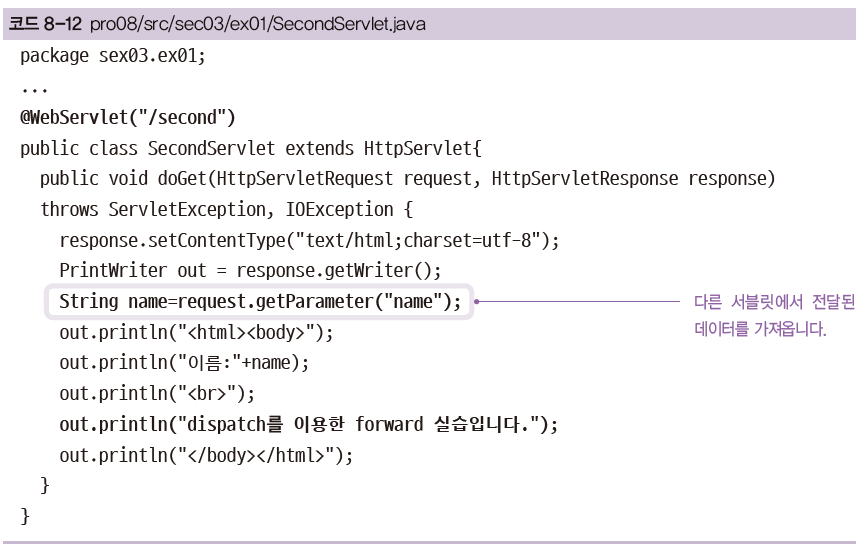 코드 8-12 pro08/src/sec03/ex01/SecondServlet.java
package sex03.ex01;
...
@WebServlet("/second")
public class SecondServlet extends HttpServlet{
public void doGet(HttpServletRequest request, HttpServletResponse response)
throws ServletException, IOException {
response.setContentType("text/html;charset=utf-8");
PrintWriter out = response.getWriter();
String name=request.getParameter("name");
다른 서블릿에서 전달된
데이터를 가져옵니다.
out.println("<html><body>");
out.println("이름:"+name);
out.println("<br>");
out.println("dispatch를 이용한 forward 실습입니다.");
out.println("</body></html>");
}
}